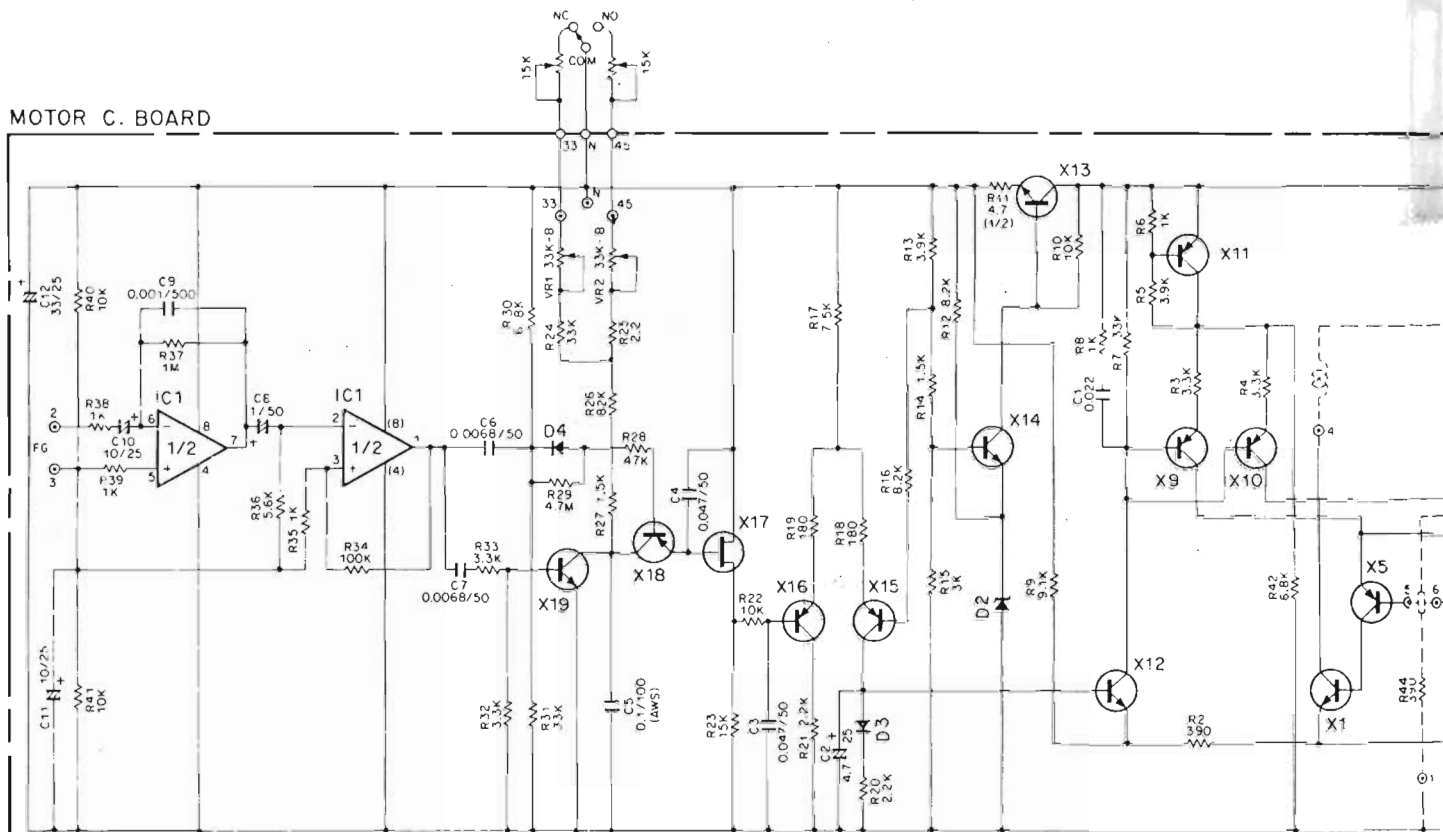 NC
NO
COM
15K
15K
MOTOR C. BOARD
33
N
45
N
33
45
X13
R11
4.7
(1/2)
R10
10K
R6
1K
X11
R5
3.9K
R13
3.9K
C12
33/25
+
R40
10K
C9
0.001/500
R37
1M
R30
6.8K
VR1 33K-B
VR2 33K-B
R24
33K
R25
2.2
R17
7.5K
R12 8.2K
R8
1K
R7 33K
C1
0.022
R3
3.3K
R4
3.3K
IC1
IC1
R38
1K
C10
10/25
+
2
FG
3
R39
1K
6
5
1/2
8
4
7
1/50
+
2
3
1/2
(8)
(4)
1
C6
0.0068/50
D4
R26
8.2K
R28
47K
R29
4.7M
R27 1.5K
C4
0.047/50
R14 1.5K
R16
8.2K
X14
X9
X10
4
R36
5.6K
R35 1K
R34
100K
C7
0.0068/50
R33
3.3K
X19
X18
X17
R19
180
R18
180
X16
X15
R22
10K
R15
3K
D2
R9
9.1K
R42
6.8K
X5
6
C11
10/25
+
R41
10K
R32
3.3K
R31
33K
C5
0.1/100
(AWS)
R23
15K
C3
0.047/50
R21 2.2K
C2
4.7
25
+
D3
R20
2.2K
X12
R2
390
X1
R44
390
1